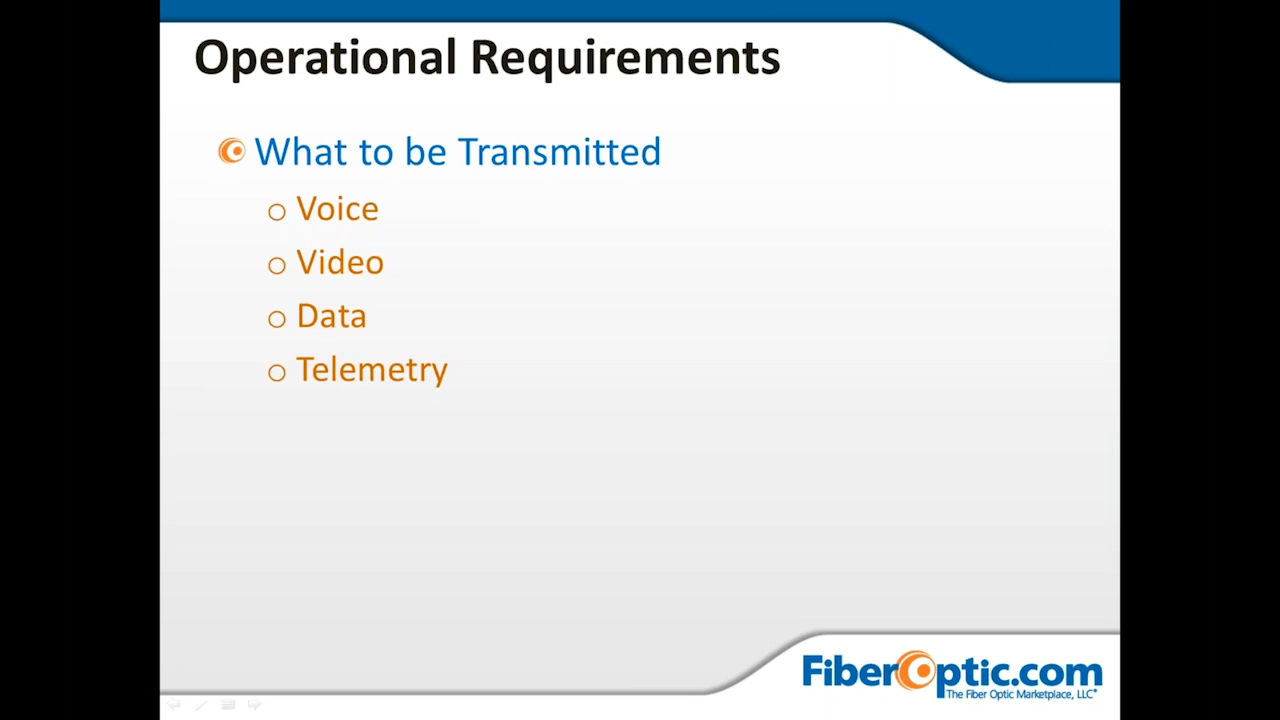 Operational Requirements
What to be Transmitted
Voice
Video
Data
Telemetry
FiberOptic.com
The Fiber Optic Marketplace, LLC